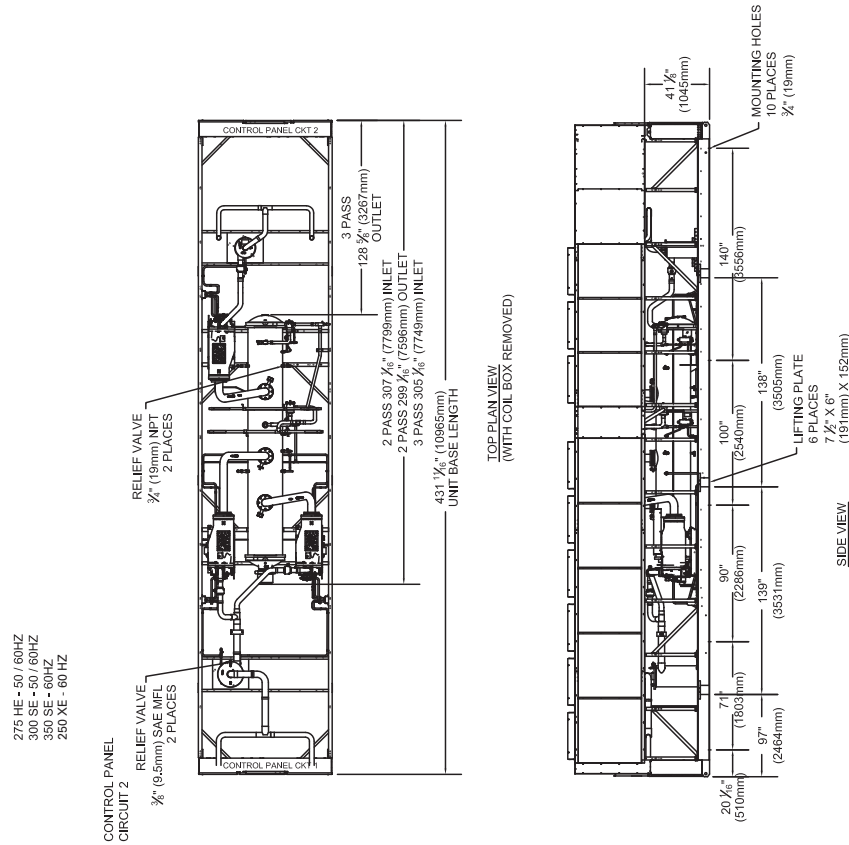 275 HE - 50 / 60HZ
300 SE - 50 / 60HZ
350 SE - 60HZ
250 XE - 60 HZ
CONTROL PANEL
CIRCUIT 2
RELIEF VALVE
⅜" (9.5mm) SAE MFL
2 PLACES
RELIEF VALVE
¾" (19mm) NPT
2 PLACES
CONTROL PANEL CKT 1
CONTROL PANEL CKT 2
3 PASS
128 ⅝" (3267mm)
OUTLET
2 PASS 307 1⁄16" (7799mm) INLET
2 PASS 299 1⁄16" (7596mm) OUTLET
3 PASS 305 1⁄16" (7749mm) INLET
431 11⁄16" (10965mm)
UNIT BASE LENGTH
TOP PLAN VIEW
(WITH COIL BOX REMOVED)
41 ⅛"
(1045mm)
MOUNTING HOLES
10 PLACES
¾" (19mm)
20 1⁄16"
(510mm)
71"
(1803mm)
90"
(2286mm)
100"
(2540mm)
140"
(3556mm)
97"
(2464mm)
139"
(3531mm)
138"
(3505mm)
LIFTING PLATE
6 PLACES
7 ½" X 6"
(191mm) X 152mm)
SIDE VIEW